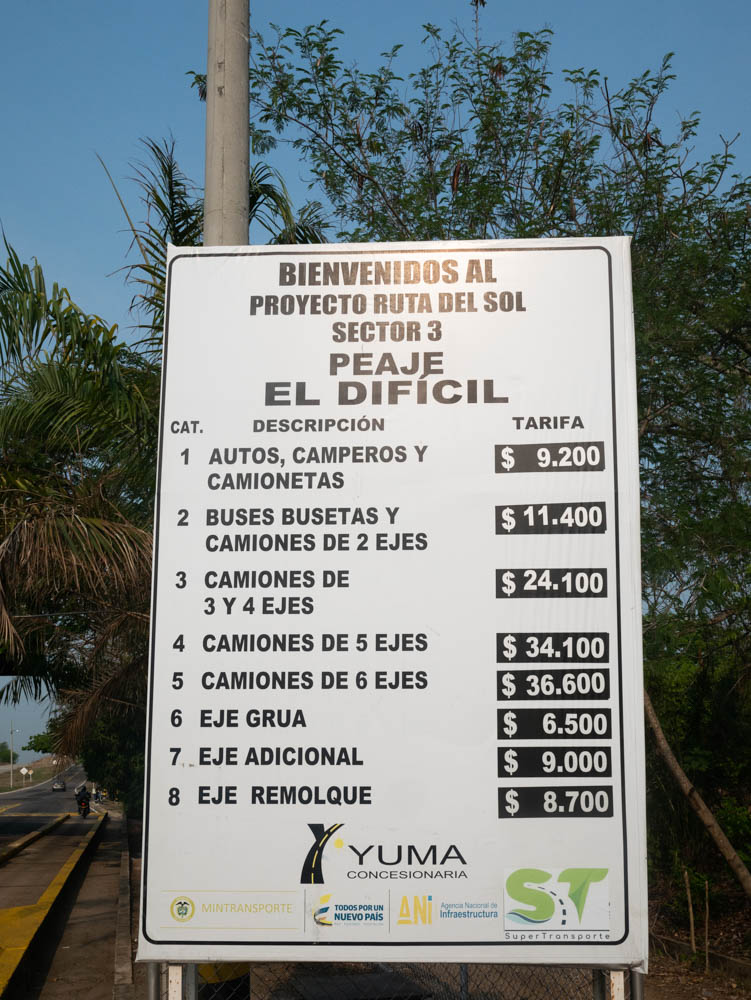 BIENVENIDOS AL
PROYECTO RUTA DEL SOL
SECTOR 3
PEAJE
EL DIFÍCIL
CAT. DESCRIPCIÓN TARIFA
1 AUTOS, CAMPEROS Y CAMIONETAS $ 9.200
2 BUSES BUSETAS Y CAMIONES DE 2 EJES $ 11.400
3 CAMIONES DE 3 Y 4 EJES $ 24.100
4 CAMIONES DE 5 EJES $ 34.100
5 CAMIONES DE 6 EJES $ 36.600
6 EJE GRUA $ 6.500
7 EJE ADICIONAL $ 9.000
8 EJE REMOLQUE $ 8.700
YUMA
CONCESIONARIA
MINTRANSPORTE
TODOS POR UN
NUEVO PAÍS
ANI
Agencia Nacional de
Infraestructura
ST
SuperTransporte